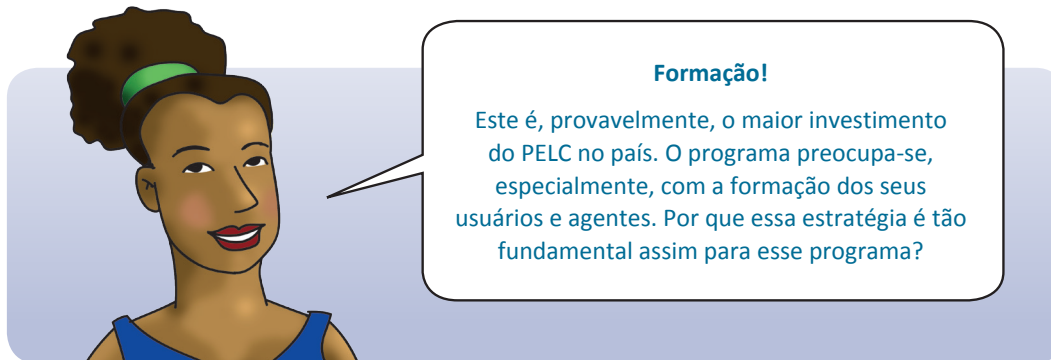 Formação!
Este é, provavelmente, o maior investimento
do PELC no país. O programa preocupa-se,
especialmente, com a formação dos seus
usuários e agentes. Por que essa estratégia é tão
fundamental assim para esse programa?